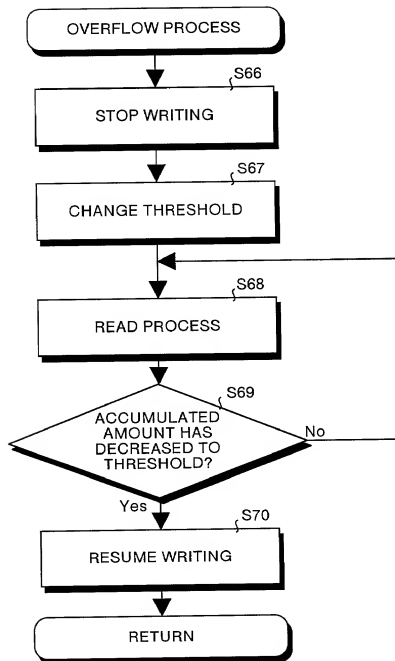 OVERFLOW PROCESS
S66
STOP WRITING
S67
CHANGE THRESHOLD
S68
READ PROCESS
S69
ACCUMULATED
AMOUNT HAS
DECREASED TO
THRESHOLD?
No
Yes
S70
RESUME WRITING
RETURN